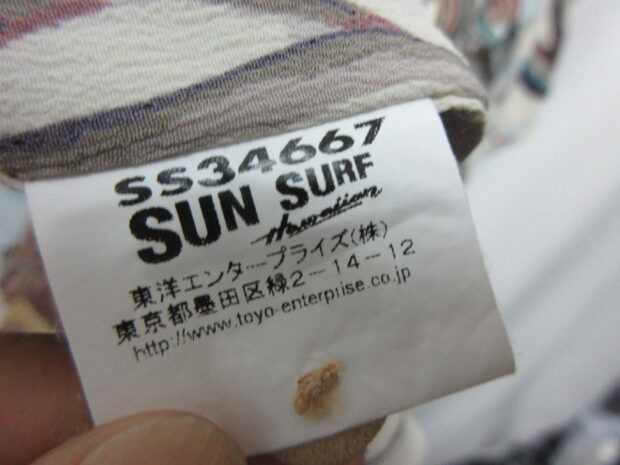 SS34667
SUN SURF
Hawaiian
東洋エンタープライズ(株)
東京都墨田区緑2-14-12
http://www.toyo-enterprise.co.jp